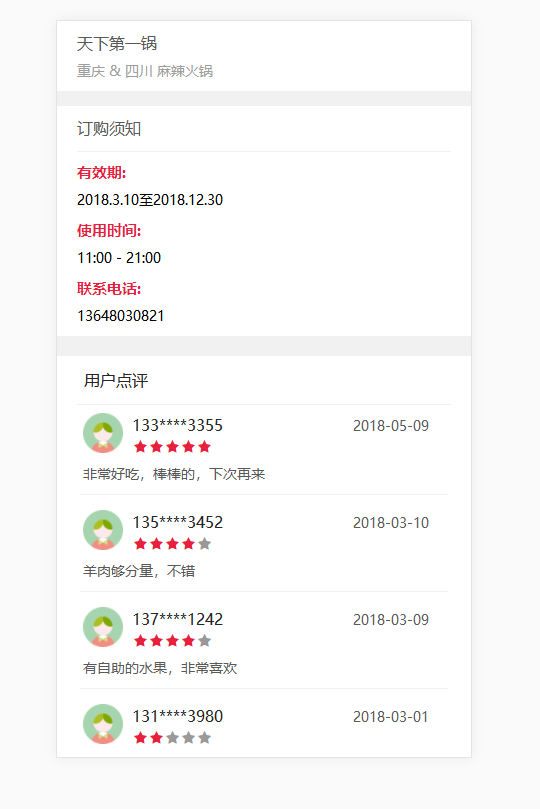 天下第一锅
重庆 & 四川 麻辣火锅
订购须知
有效期:
2018.3.10至2018.12.30
使用时间:
11:00 - 21:00
联系电话:
13648030821
用户点评
133****3355 2018-05-09
非常好吃，棒棒的，下次再来
135****3452 2018-03-10
羊肉够分量，不错
137****1242 2018-03-09
有自助的水果，非常喜欢
131****3980 2018-03-01